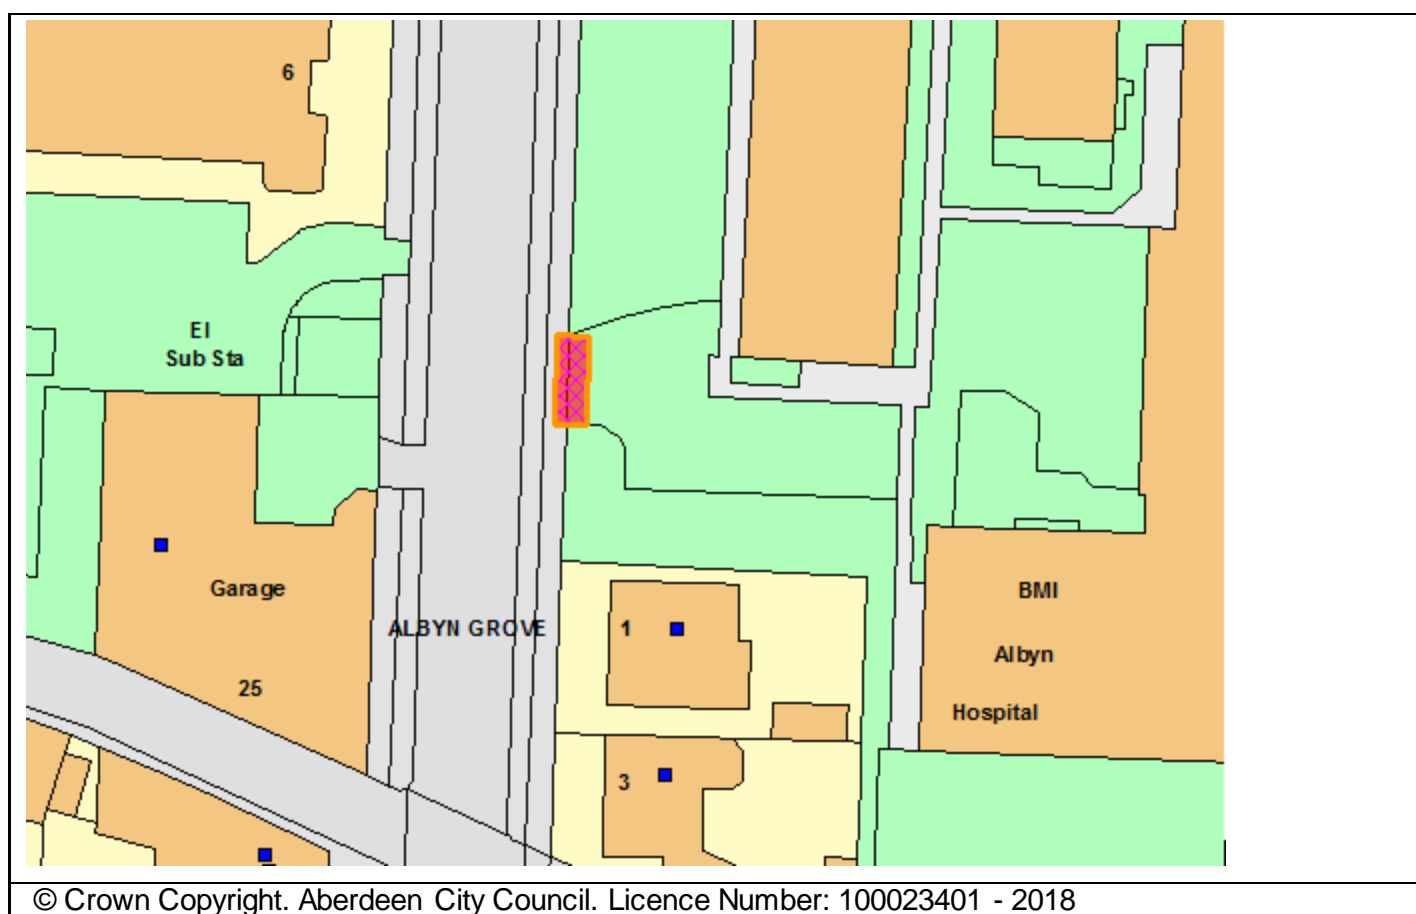 6
El
Sub Sta
Garage
25
ALBYN GROVE
1
3
BMI
Albyn
Hospital
© Crown Copyright. Aberdeen City Council. Licence Number: 100023401 - 2018